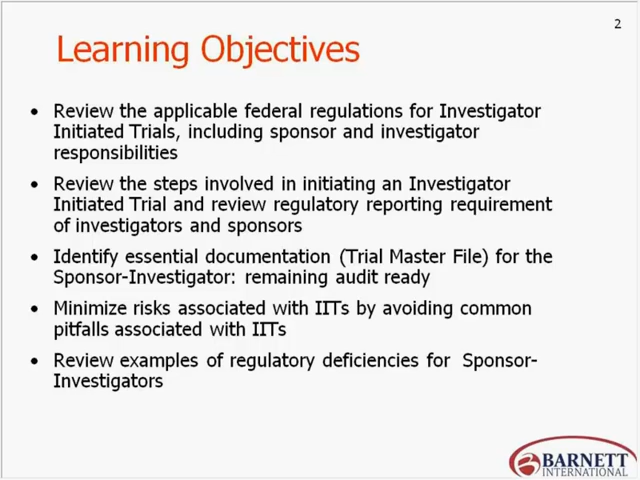 2
Learning Objectives
• Review the applicable federal regulations for Investigator
Initiated Trials, including sponsor and investigator
responsibilities
• Review the steps involved in initiating an Investigator
Initiated Trial and review regulatory reporting requirement
of investigators and sponsors
• Identify essential documentation (Trial Master File) for the
Sponsor-Investigator: remaining audit ready
• Minimize risks associated with IITs by avoiding common
pitfalls associated with IITs
• Review examples of regulatory deficiencies for Sponsor-
Investigators
BARNETT
INTERNATIONAL